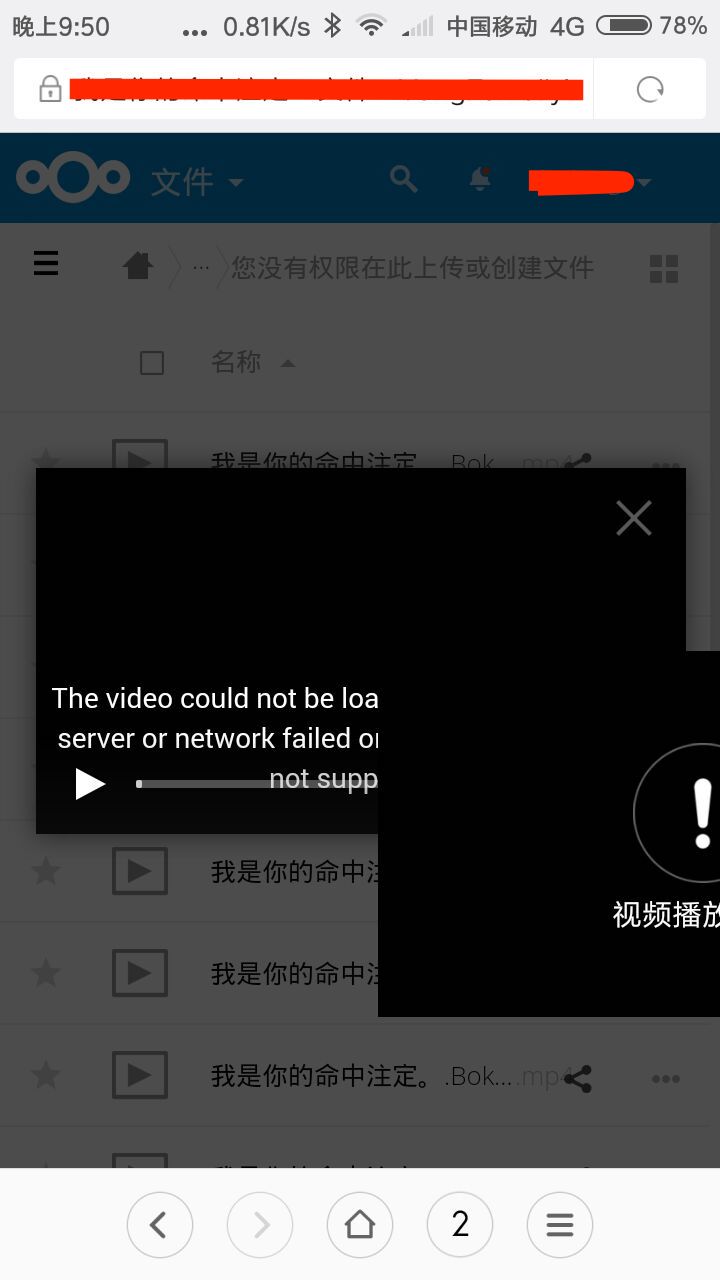 晚上9:50 ... 0.81K/s 中国移动 4G 78%
文件
... 您没有权限在此上传或创建文件
名称
我是你的命中注定 .Bok... .mp4
The video could not be loa
server or network failed or
not supp
视频播放
我是你的命中注
我是你的命中注
我是你的命中注定。.Bok... .mp4
2